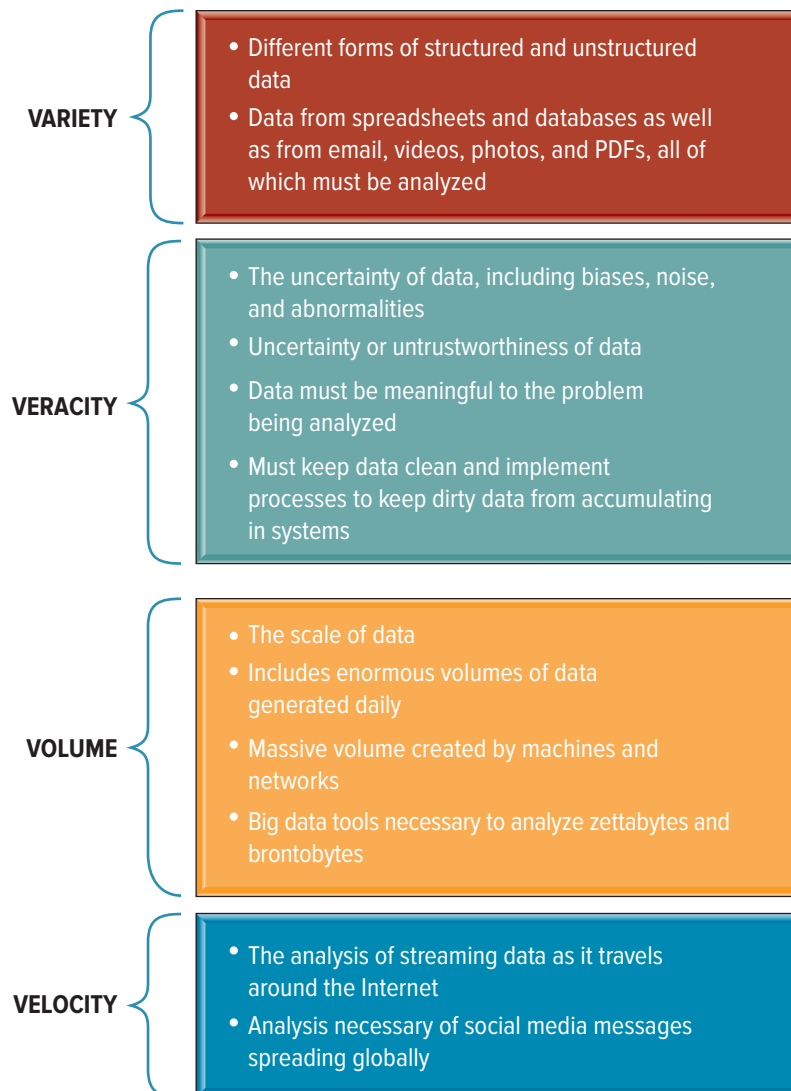 VARIETY
• Different forms of structured and unstructured
data
• Data from spreadsheets and databases as well
as from email, videos, photos, and PDFs, all of
which must be analyzed
VERACITY
• The uncertainty of data, including biases, noise,
and abnormalities
• Uncertainty or untrustworthiness of data
• Data must be meaningful to the problem
being analyzed
• Must keep data clean and implement
processes to keep dirty data from accumulating
in systems
VOLUME
• The scale of data
• Includes enormous volumes of data
generated daily
• Massive volume created by machines and
networks
• Big data tools necessary to analyze zettabytes and
brontobytes
VELOCITY
• The analysis of streaming data as it travels
around the Internet
• Analysis necessary of social media messages
spreading globally